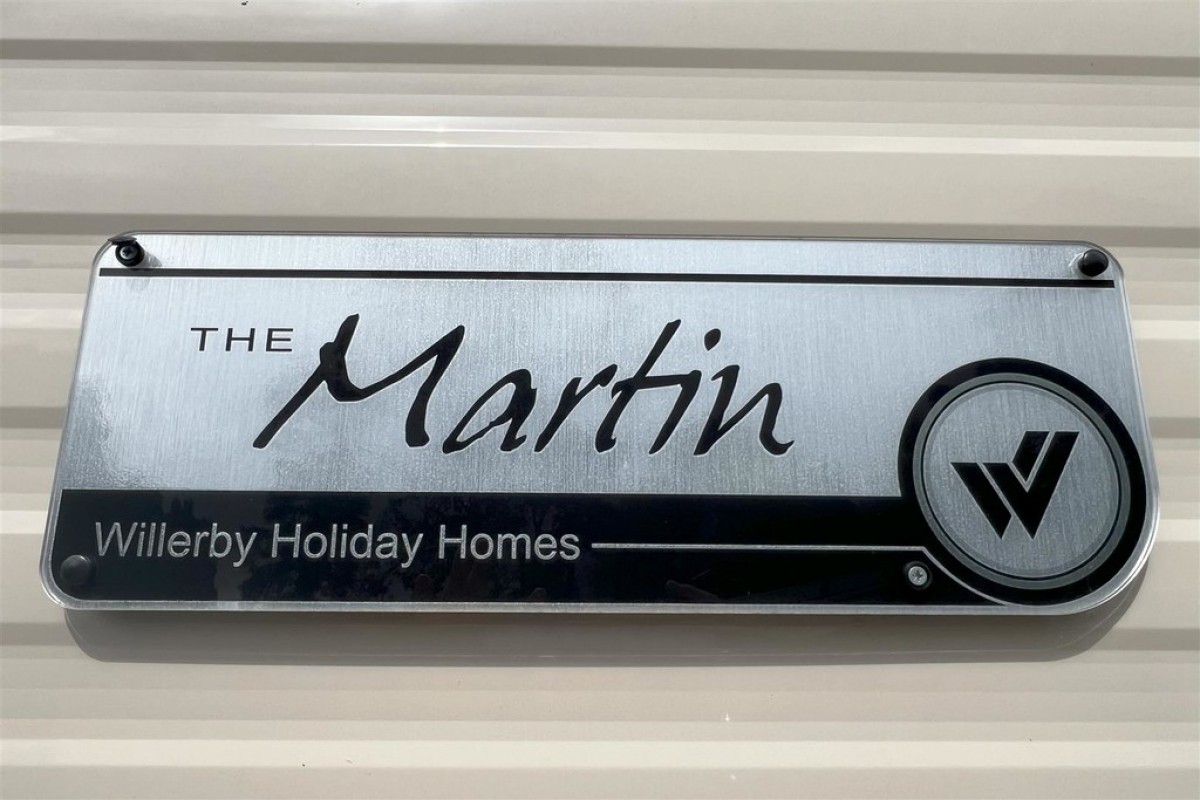 THE Martin
Willerby Holiday Homes
W